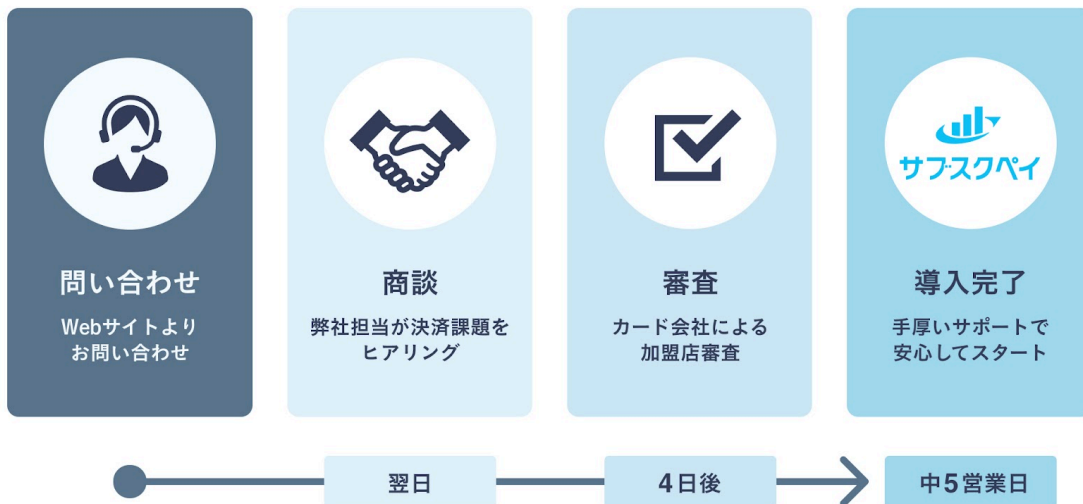 サブスクペイ
問い合わせ
Webサイトより
お問い合わせ
商談
弊社担当が決済課題を
ヒアリング
審査
カード会社による
加盟店審査
導入完了
手厚いサポートで
安心してスタート
翌日
4日後
中5営業日